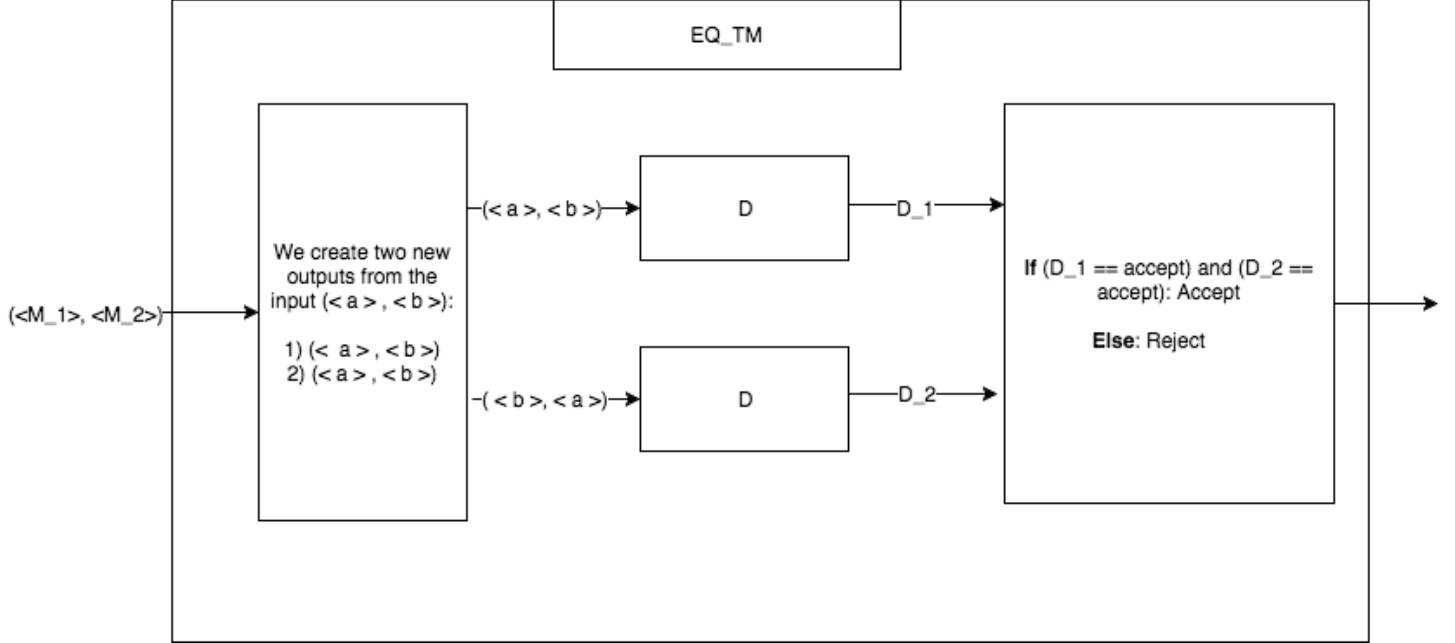 EQ_TM
(<M_1>, <M_2>)
We create two new
outputs from the
input (< a > , < b >):
1) (< a > , < b >)
2) (< a > , < b >)
(< a >, < b >)
D
D_1
( < b >, < a >)
D
D_2
If (D_1 == accept) and (D_2 ==
accept): Accept
Else: Reject